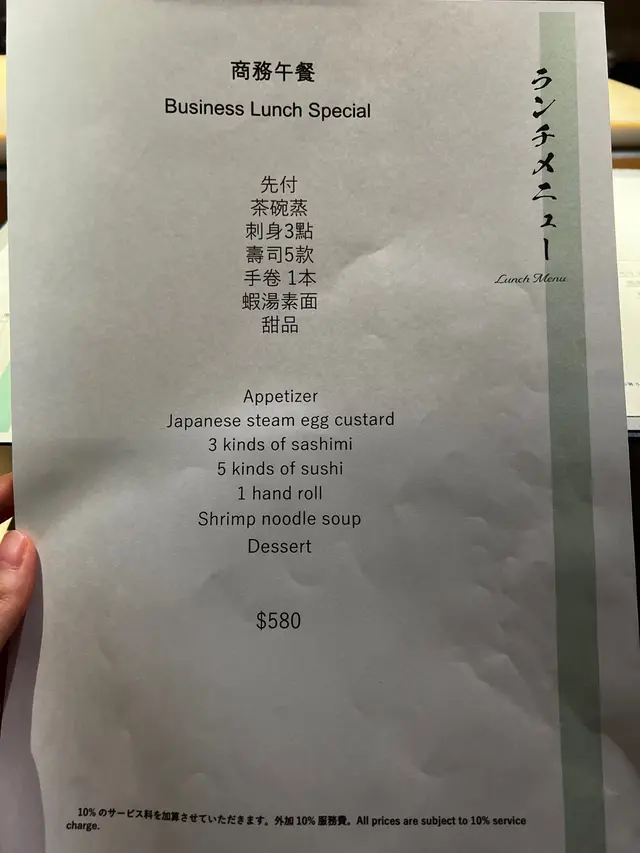 商務午餐
Business Lunch Special
先付
茶碗蒸
刺身3點
壽司5款
手卷 1本
蝦湯素面
甜品
Appetizer
Japanese steam egg custard
3 kinds of sashimi
5 kinds of sushi
1 hand roll
Shrimp noodle soup
Dessert
$580
ランチメニュー
Lunch Menu
10% のサービス料を加算させていただきます。外加 10% 服務費。All prices are subject to 10% service
charge.